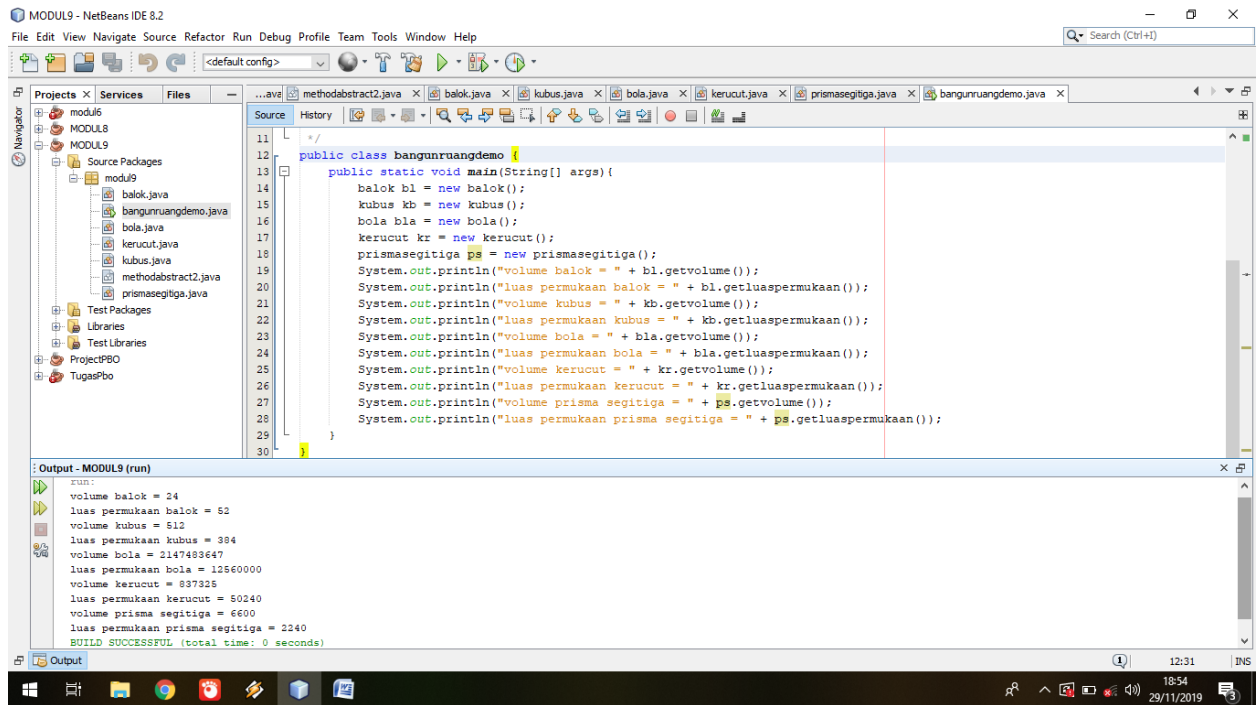 MODUL9 - NetBeans IDE 8.2
File Edit View Navigate Source Refactor Run Debug Profile Team Tools Window Help
Search (Ctrl+I)
<default config>
Projects Services Files
...ava methodabstract2.java balok.java kubus.java bola.java kerucut.java prismasegitiga.java bangunruangdemo.java
Navigator
modul6
MODUL8
MODUL9
Source Packages
modul9
balok.java
bangunruangdemo.java
bola.java
kerucut.java
kubus.java
methodabstract2.java
prismasegitiga.java
Test Packages
Libraries
Test Libraries
ProjectPBO
TugasPbo
Source History
11 */
12 public class bangunruangdemo {
13 public static void main(String[] args){
14 balok bl = new balok();
15 kubus kb = new kubus();
16 bola bla = new bola();
17 kerucut kr = new kerucut();
18 prismasegitiga ps = new prismasegitiga();
19 System.out.println("volume balok = " + bl.getvolume());
20 System.out.println("luas permukaan balok = " + bl.getluaspermukaan());
21 System.out.println("volume kubus = " + kb.getvolume());
22 System.out.println("luas permukaan kubus = " + kb.getluaspermukaan());
23 System.out.println("volume bola = " + bla.getvolume());
24 System.out.println("luas permukaan bola = " + bla.getluaspermukaan());
25 System.out.println("volume kerucut = " + kr.getvolume());
26 System.out.println("luas permukaan kerucut = " + kr.getluaspermukaan());
27 System.out.println("volume prisma segitiga = " + ps.getvolume());
28 System.out.println("luas permukaan prisma segitiga = " + ps.getluaspermukaan());
29 }
30 }
Output - MODUL9 (run)
run:
volume balok = 24
luas permukaan balok = 52
volume kubus = 512
luas permukaan kubus = 384
volume bola = 2147483647
luas permukaan bola = 12560000
volume kerucut = 837325
luas permukaan kerucut = 50240
volume prisma segitiga = 6600
luas permukaan prisma segitiga = 2240
BUILD SUCCESSFUL (total time: 0 seconds)
Output
1
12:31
INS
18:54
29/11/2019
3